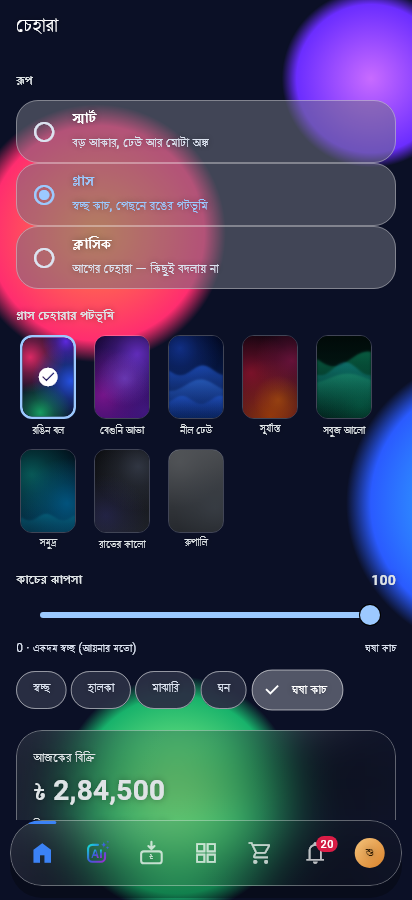 চেহারা
রূপ
স্মার্ট
বড় আকার, ঢেউ আর মোটা অঙ্ক
গ্লাস
স্বচ্ছ কাচ, পেছনে রঙের পটভূমি
ক্লাসিক
আগের চেহারা — কিছুই বদলায় না
গ্লাস চেহারার পটভূমি
রঙিন বল
বেগুনি আভা
নীল ঢেউ
সূর্যাস্ত
সবুজ আলো
সমুদ্র
রাতের কালো
রুপালি
কাচের ঝাপসা 100
0 - একদম স্বচ্ছ (আয়নার মতো) ঘষা কাচ
স্বচ্ছ হালকা মাঝারি ঘন ঘষা কাচ
আজকের বিক্রি
৳ 2,84,500
Ai
৳
20
শু